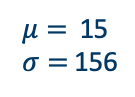 μ = 15
σ = 156